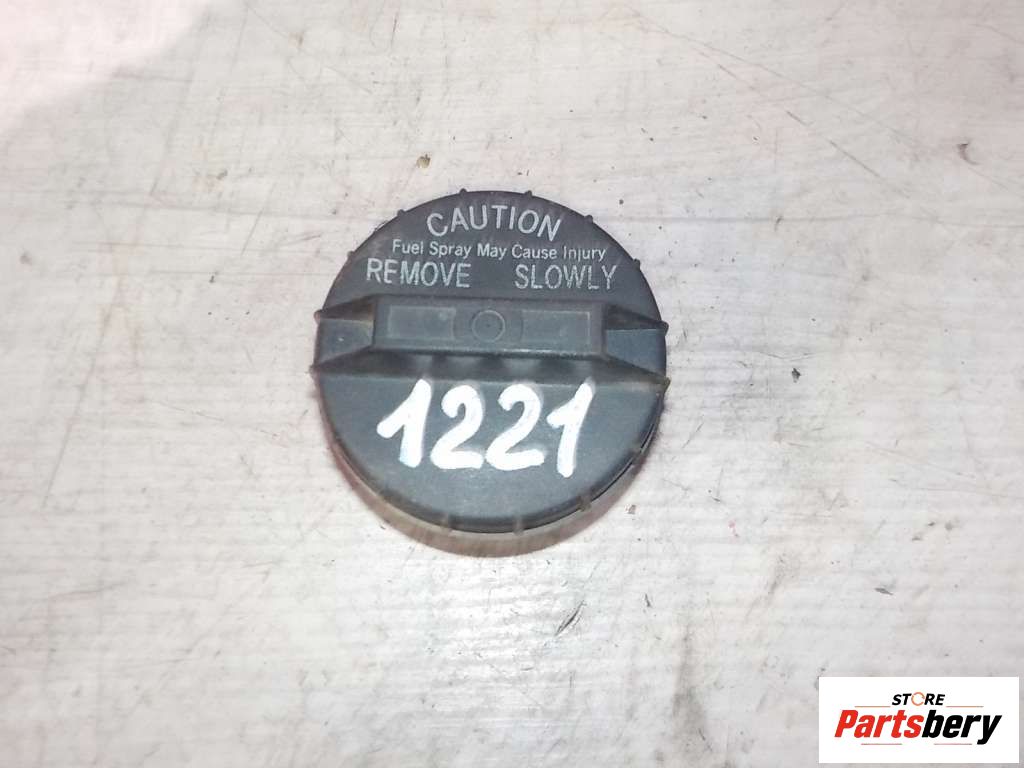 CAUTION
Fuel Spray May Cause Injury
REMOVE SLOWLY
1221
STORE
Partsbery